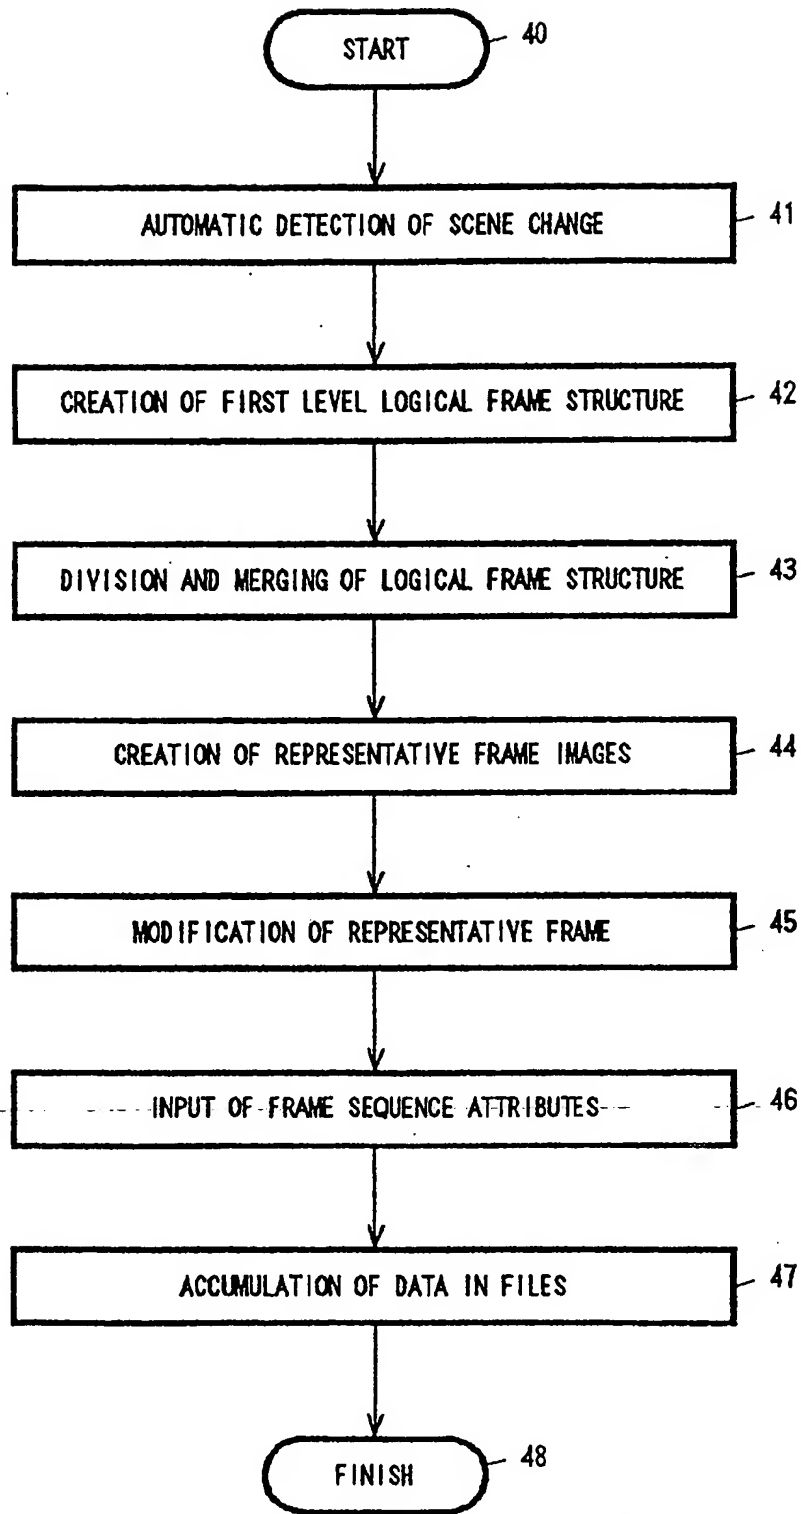 START 40
AUTOMATIC DETECTION OF SCENE CHANGE 41
CREATION OF FIRST LEVEL LOGICAL FRAME STRUCTURE 42
DIVISION AND MERGING OF LOGICAL FRAME STRUCTURE 43
CREATION OF REPRESENTATIVE FRAME IMAGES 44
MODIFICATION OF REPRESENTATIVE FRAME 45
INPUT OF FRAME SEQUENCE ATTRIBUTES 46
ACCUMULATION OF DATA IN FILES 47
FINISH 48